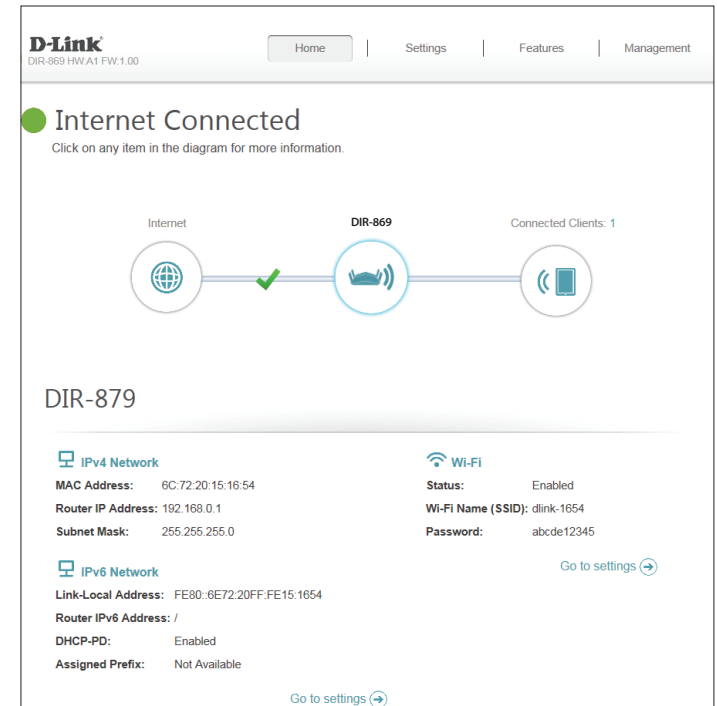 D-Link
DIR-869 HW:A1 FW:1.00
Home
Settings
Features
Management
Internet Connected
Click on any item in the diagram for more information.
Internet
DIR-869
Connected Clients: 1
DIR-879
IPv4 Network
MAC Address: 6C:72:20:15:16:54
Router IP Address: 192.168.0.1
Subnet Mask: 255.255.255.0
Wi-Fi
Status: Enabled
Wi-Fi Name (SSID): dlink-1654
Password: abcde12345
Go to settings
IPv6 Network
Link-Local Address: FE80::6E72:20FF:FE15:1654
Router IPv6 Address: /
DHCP-PD: Enabled
Assigned Prefix: Not Available
Go to settings